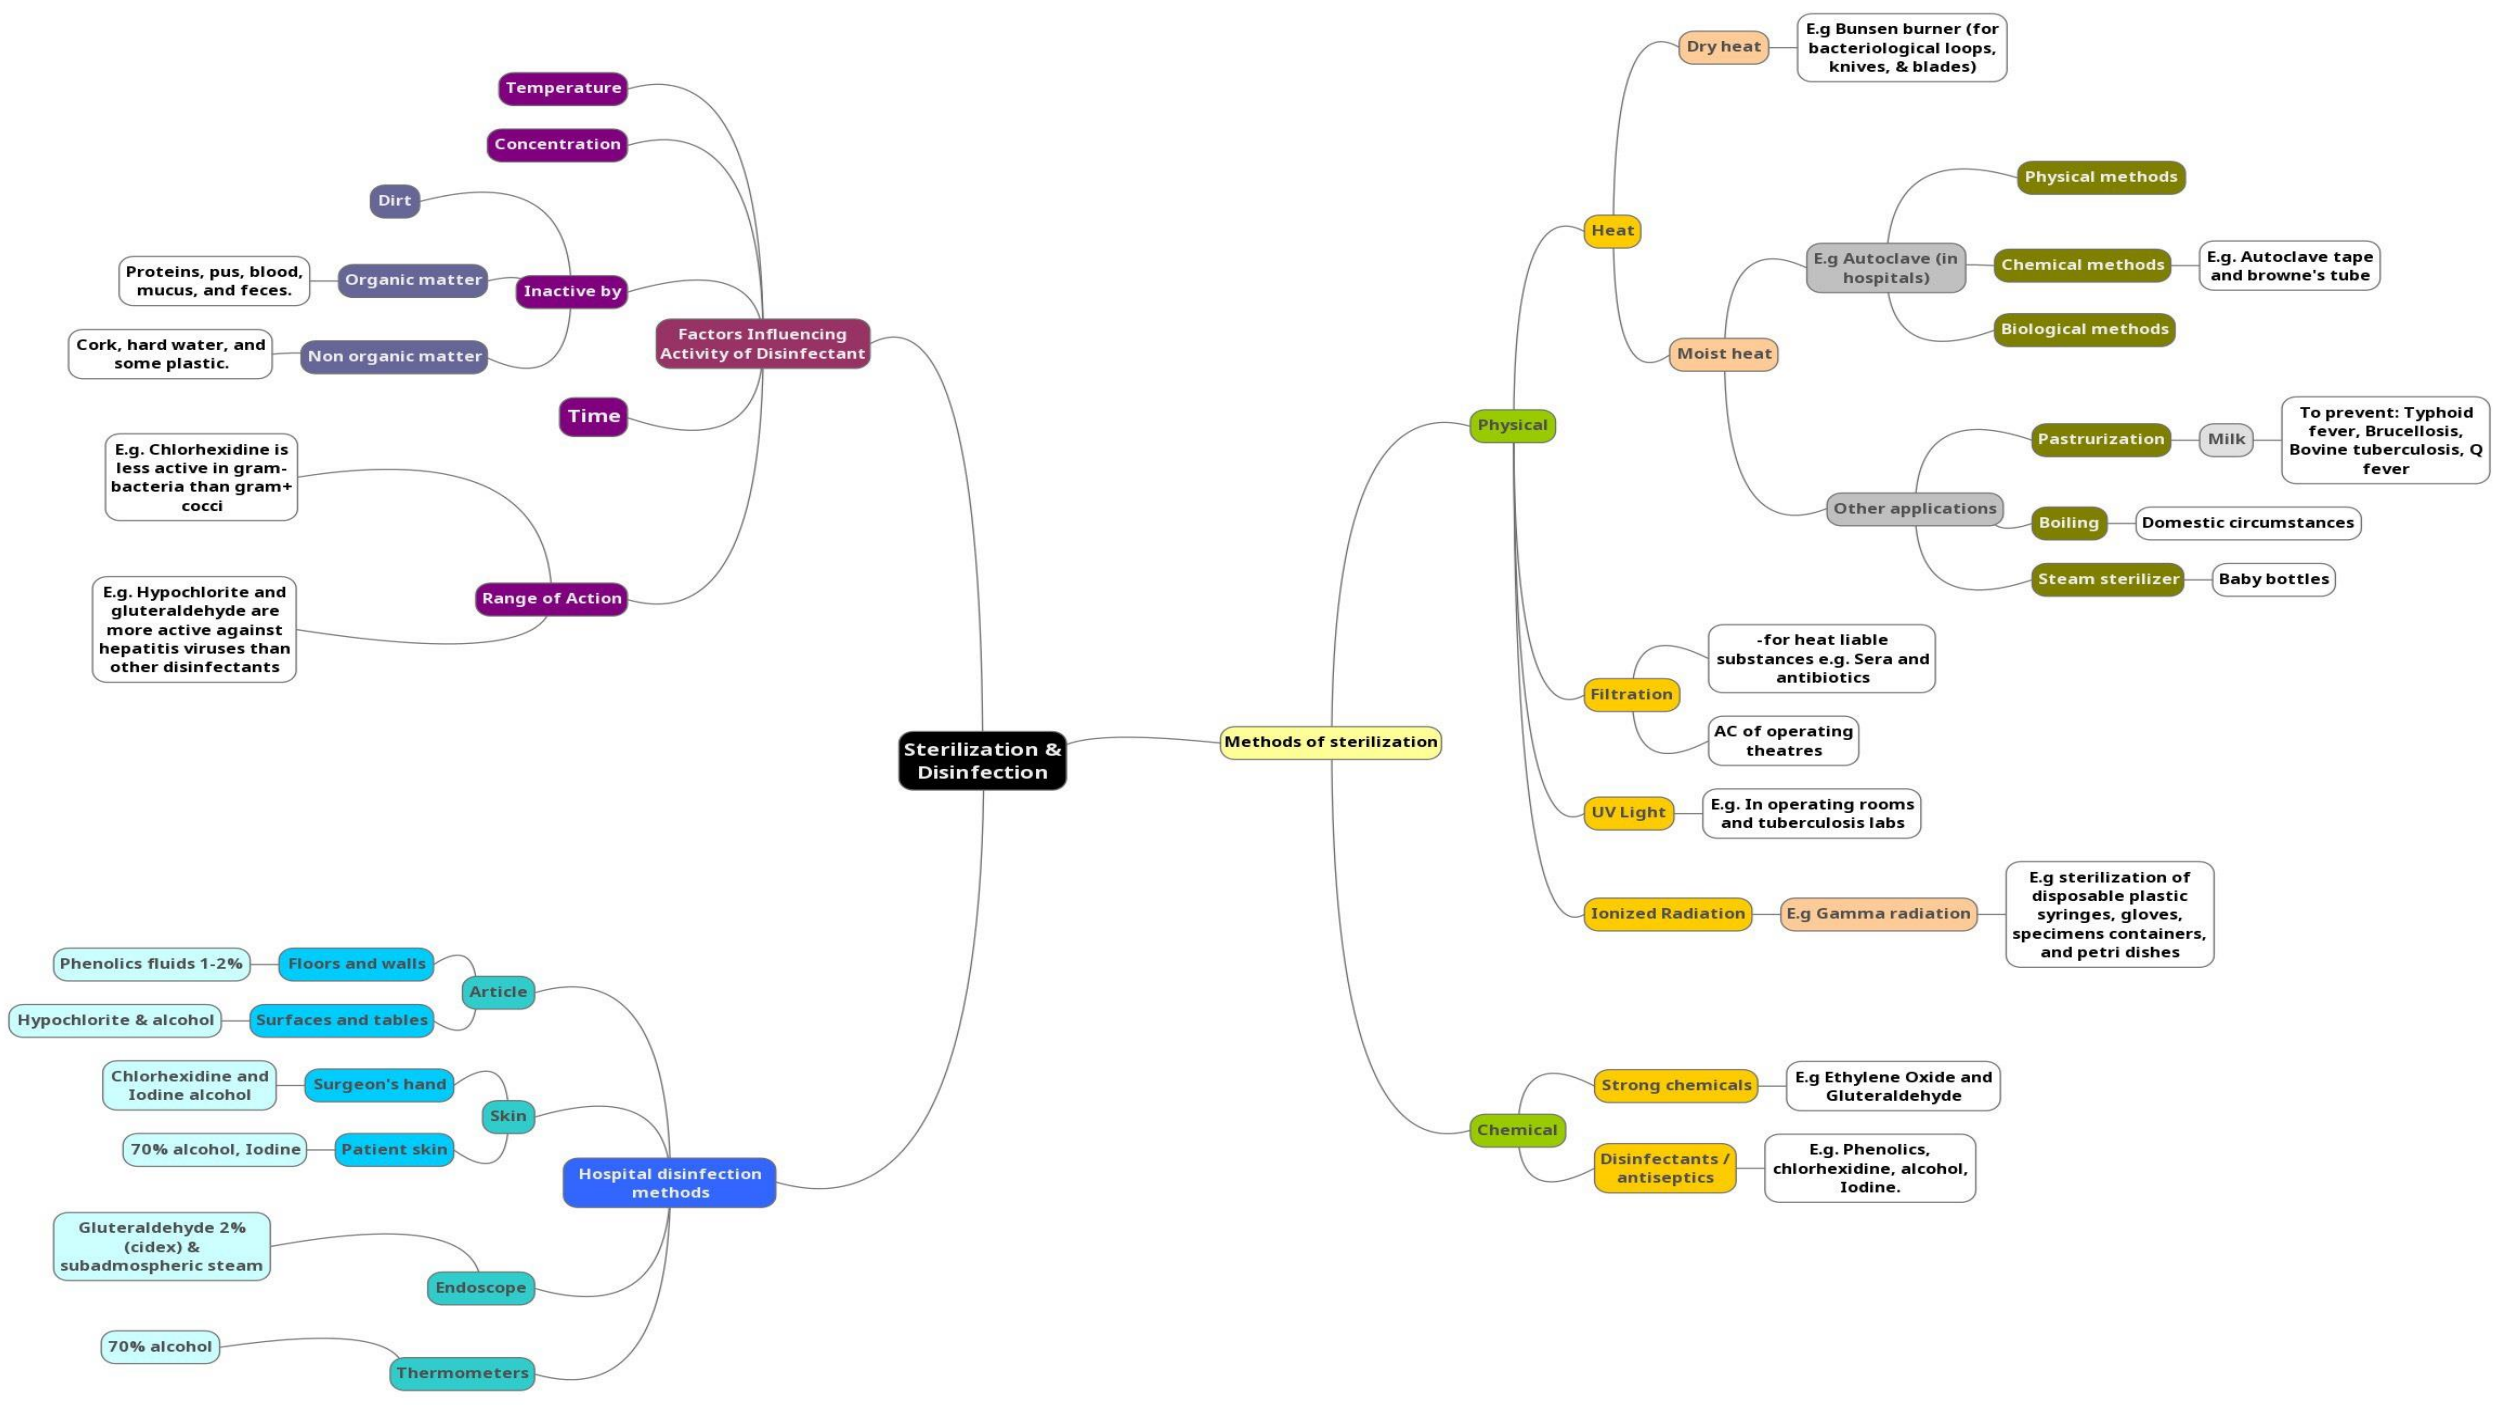 Sterilization &
Disinfection
Factors Influencing
Activity of Disinfectant
Temperature
Concentration
Inactive by
Dirt
Organic matter
Proteins, pus, blood,
mucus, and feces.
Non organic matter
Cork, hard water, and
some plastic.
Time
Range of Action
E.g. Chlorhexidine is
less active in gram-
bacteria than gram+
cocci
E.g. Hypochlorite and
gluteraldehyde are
more active against
hepatitis viruses than
other disinfectants
Hospital disinfection
methods
Article
Floors and walls
Phenolics fluids 1-2%
Surfaces and tables
Hypochlorite & alcohol
Skin
Surgeon's hand
Chlorhexidine and
Iodine alcohol
Patient skin
70% alcohol, Iodine
Endoscope
Gluteraldehyde 2%
(cidex) &
subadmospheric steam
Thermometers
70% alcohol
Methods of sterilization
Physical
Heat
Dry heat
E.g Bunsen burner (for
bacteriological loops,
knives, & blades)
Moist heat
E.g Autoclave (in
hospitals)
Physical methods
Chemical methods
E.g. Autoclave tape
and browne's tube
Biological methods
Other applications
Pastrurization
Milk
To prevent: Typhoid
fever, Brucellosis,
Bovine tuberculosis, Q
fever
Boiling
Domestic circumstances
Steam sterilizer
Baby bottles
Filtration
-for heat liable
substances e.g. Sera and
antibiotics
AC of operating
theatres
UV Light
E.g. In operating rooms
and tuberculosis labs
Ionized Radiation
E.g Gamma radiation
E.g sterilization of
disposable plastic
syringes, gloves,
specimens containers,
and petri dishes
Chemical
Strong chemicals
E.g Ethylene Oxide and
Gluteraldehyde
Disinfectants /
antiseptics
E.g. Phenolics,
chlorhexidine, alcohol,
Iodine.